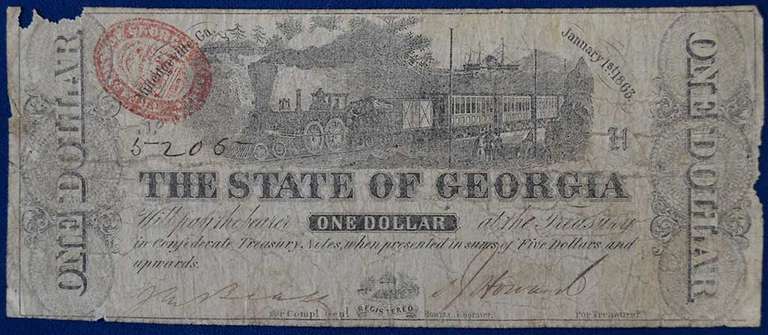 Milledgeville, Ga.
January 1st 1863
5206
H
THE STATE OF GEORGIA
Will pay the bearer ONE DOLLAR at the Treasury
in Confederate Treasury Notes, when presented in sums of Five Dollars and
upwards.
J Howard
For Compl Genl
REGISTERED
For Treasurer
ONE DOLLAR
ONE DOLLAR